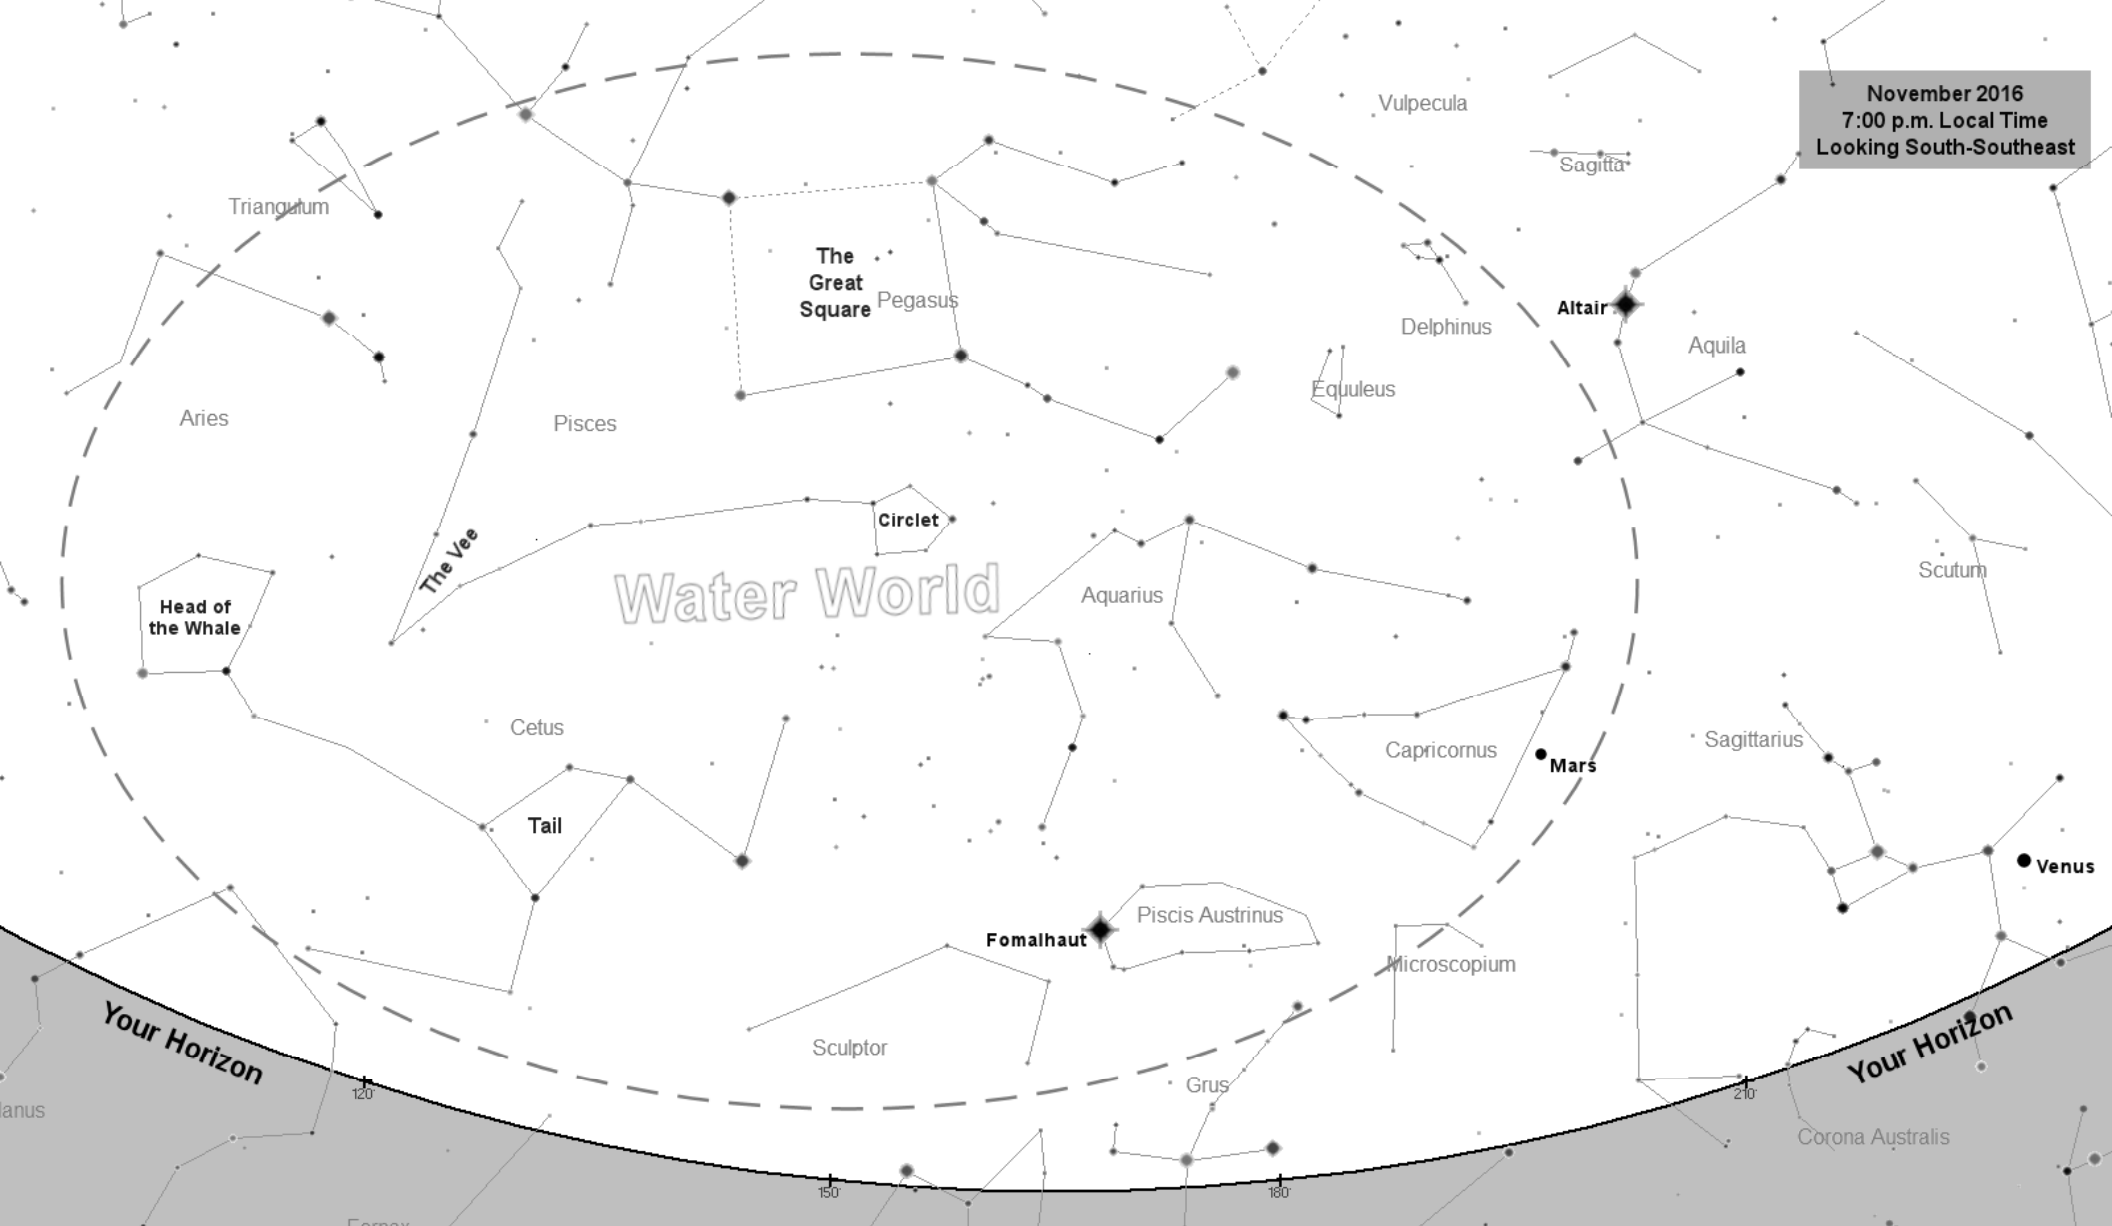 November 2016
7:00 p.m. Local Time
Looking South-Southeast
Vulpecula
Sagitta
Triangulum
The
Great
Square
Pegasus
Delphinus
Altair
Aquila
Equuleus
Aries
Pisces
Circlet
The Vee
Water World
Aquarius
Scutum
Head of
the Whale
Cetus
Capricornus
Mars
Sagittarius
Tail
Venus
Fomalhaut
Piscis Austrinus
Microscopium
Sculptor
Grus
Your Horizon
Your Horizon
120°
210°
lanus
Corona Australis
150°
180°
Fornax